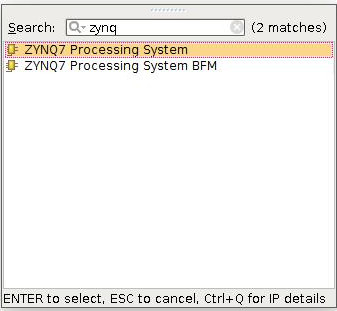 Search: zynq (2 matches)
ZYNQ7 Processing System
ZYNQ7 Processing System BFM
ENTER to select, ESC to cancel, Ctrl+Q for IP details